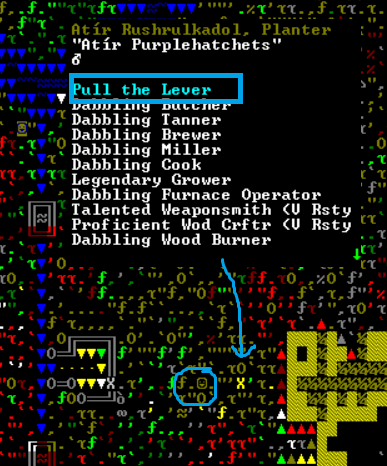 Atír Rushrulkadol, Planter
"Atír Purplehatchets"
♂
Pull the Lever
Dabbling Butcher
Dabbling Tanner
Dabbling Brewer
Dabbling Miller
Dabbling Cook
Legendary Grower
Dabbling Furnace Operator
Talented Weaponsmith (V Rsty
Proficient Wod Crftr (V Rsty
Dabbling Wood Burner